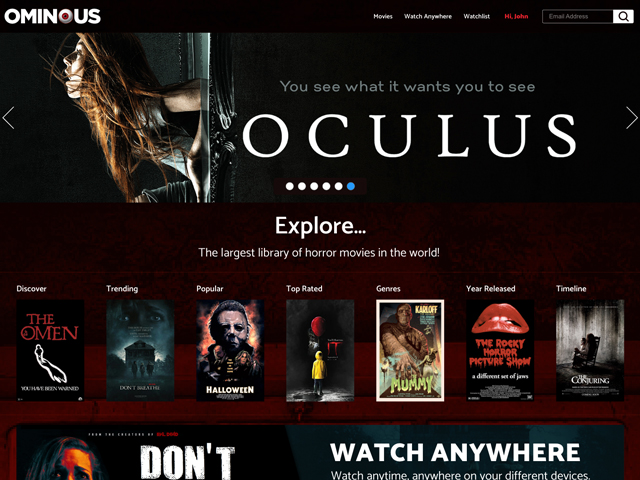 OMINOUS
Movies Watch Anywhere Watchlist Hi, John Email Address
You see what it wants you to see
OCULUS
Explore...
The largest library of horror movies in the world!
Discover Trending Popular Top Rated Genres Year Released Timeline
THE OMEN
YOU HAVE BEEN WARNED
DON'T BREATHE
HALLOWEEN
IT
KARLOFF
THE MUMMY
THE ROCKY HORROR PICTURE SHOW
a different set of jaws
THE CONJURING
FROM THE CREATORS OF EVIL DEAD
DON'T
WATCH ANYWHERE
Watch anytime, anywhere on your different devices.